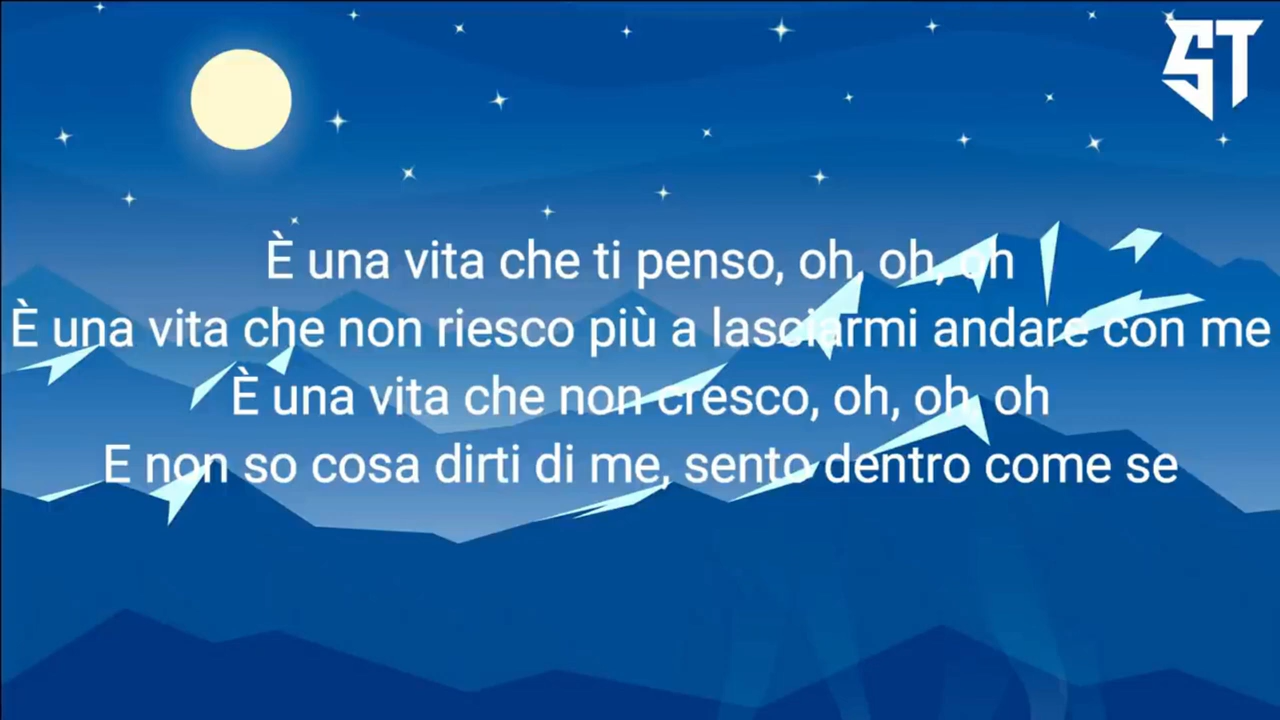 ST
È una vita che ti penso, oh, oh, oh
È una vita che non riesco più a lasciarmi andare con me
È una vita che non cresco, oh, oh, oh
E non so cosa dirti di me, sento dentro come se